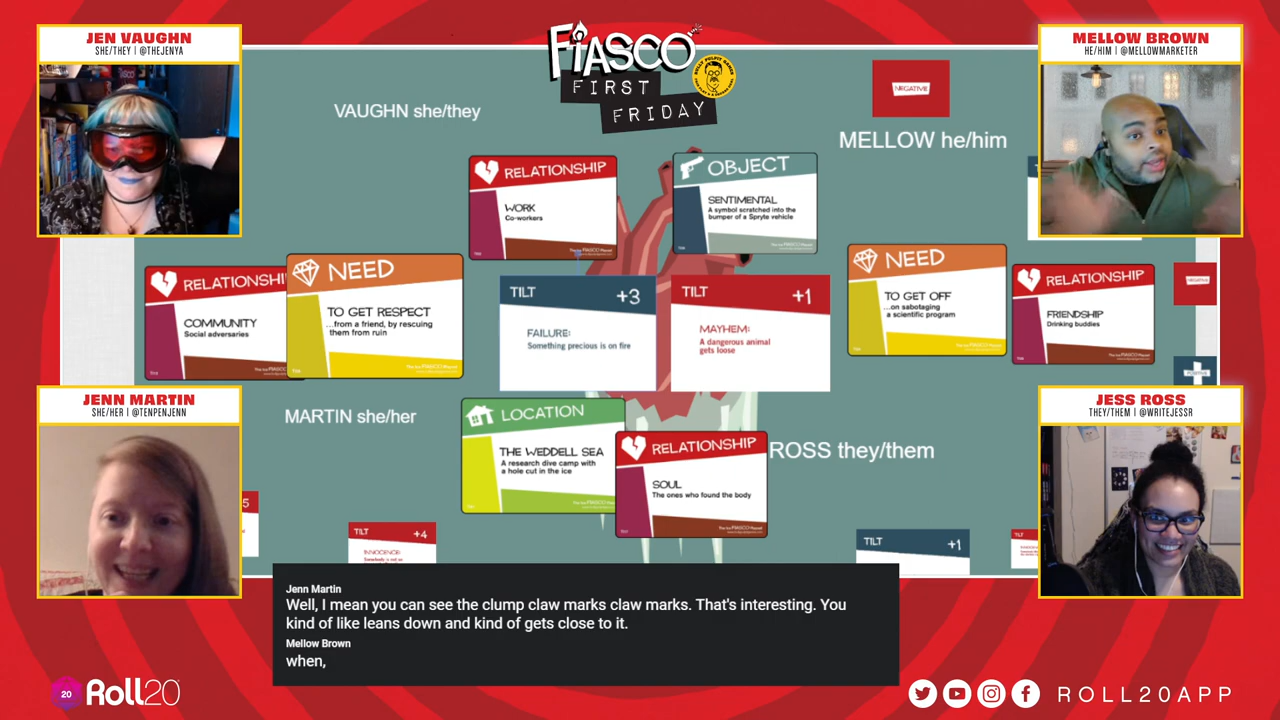 JEN VAUGHN
SHE/THEY | @THEJENYA
FIASCO
FIRST
FRIDAY
MELLOW BROWN
HE/HIM | @MELLOWMARKETER
NEGATIVE
VAUGHN she/they
MELLOW he/him
RELATIONSHIP
WORK
Co-workers
OBJECT
SENTIMENTAL
A symbol scratched into the
bumper of a Spryte vehicle
RELATIONSHI
COMMUNITY
Social adversaries
NEED
TO GET RESPECT
...from a friend, by rescuing
them from ruin
TILT +3
FAILURE:
Something precious is on fire
TILT +1
MAYHEM:
A dangerous animal
gets loose
NEED
TO GET OFF
...on sabotaging
a scientific program
RELATIONSHIP
FRIENDSHIP
Drinking buddies
NEGATIVE
POSITIVE
JENN MARTIN
SHE/HER | @TENPENJENN
MARTIN she/her
LOCATION
THE WEDDELL SEA
A research dive camp with
a hole cut in the ice
RELATIONSHIP
SOUL
The ones who found the body
ROSS they/them
JESS ROSS
THEY/THEM | @WRITEJESSR
5
TILT +4
INNOCENCE:
TILT +1
TILT
Jenn Martin
Well, I mean you can see the clump claw marks claw marks. That's interesting. You
kind of like leans down and kind of gets close to it.
Mellow Brown
when,
20
Roll20
ROLL20APP